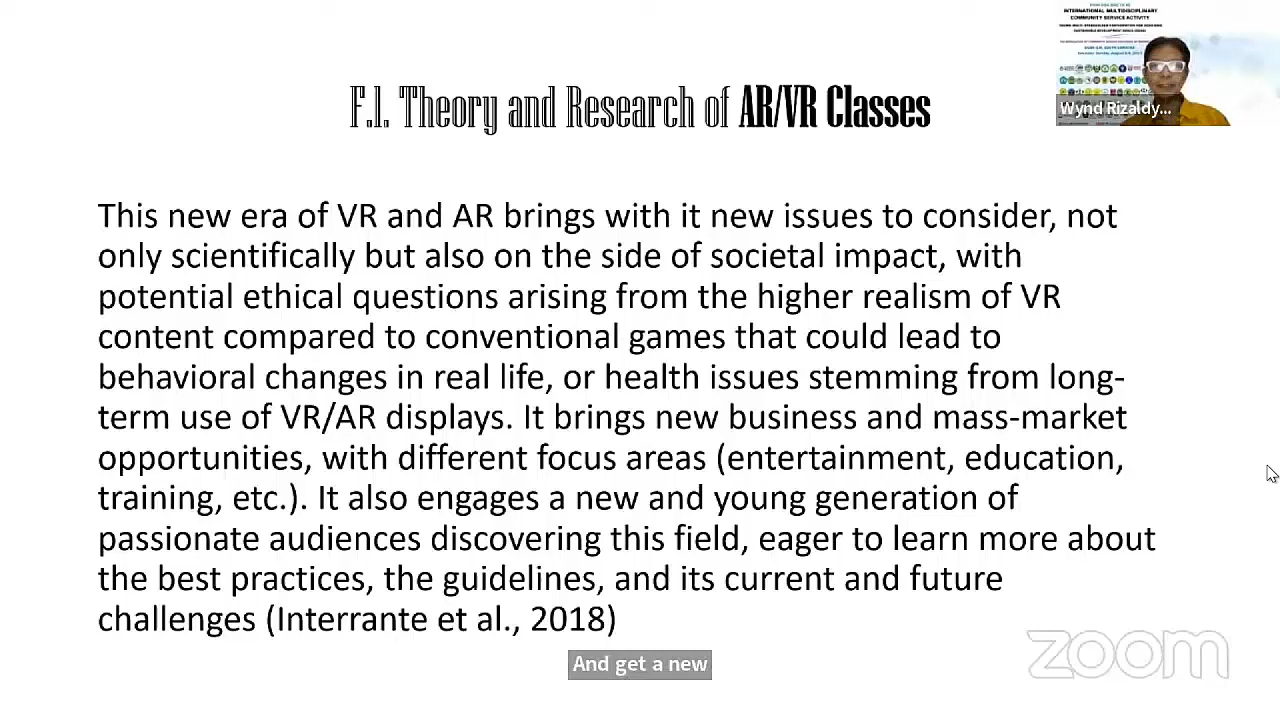 INTERNATIONAL MULTIDISCIPLINARY
COMMUNITY SERVICE ACTIVITY
Wynd Rizaldy...
F.I. Theory and Research of AR/VR Classes
This new era of VR and AR brings with it new issues to consider, not
only scientifically but also on the side of societal impact, with
potential ethical questions arising from the higher realism of VR
content compared to conventional games that could lead to
behavioral changes in real life, or health issues stemming from long-
term use of VR/AR displays. It brings new business and mass-market
opportunities, with different focus areas (entertainment, education,
training, etc.). It also engages a new and young generation of
passionate audiences discovering this field, eager to learn more about
the best practices, the guidelines, and its current and future
challenges (Interrante et al., 2018)
zoom
And get a new